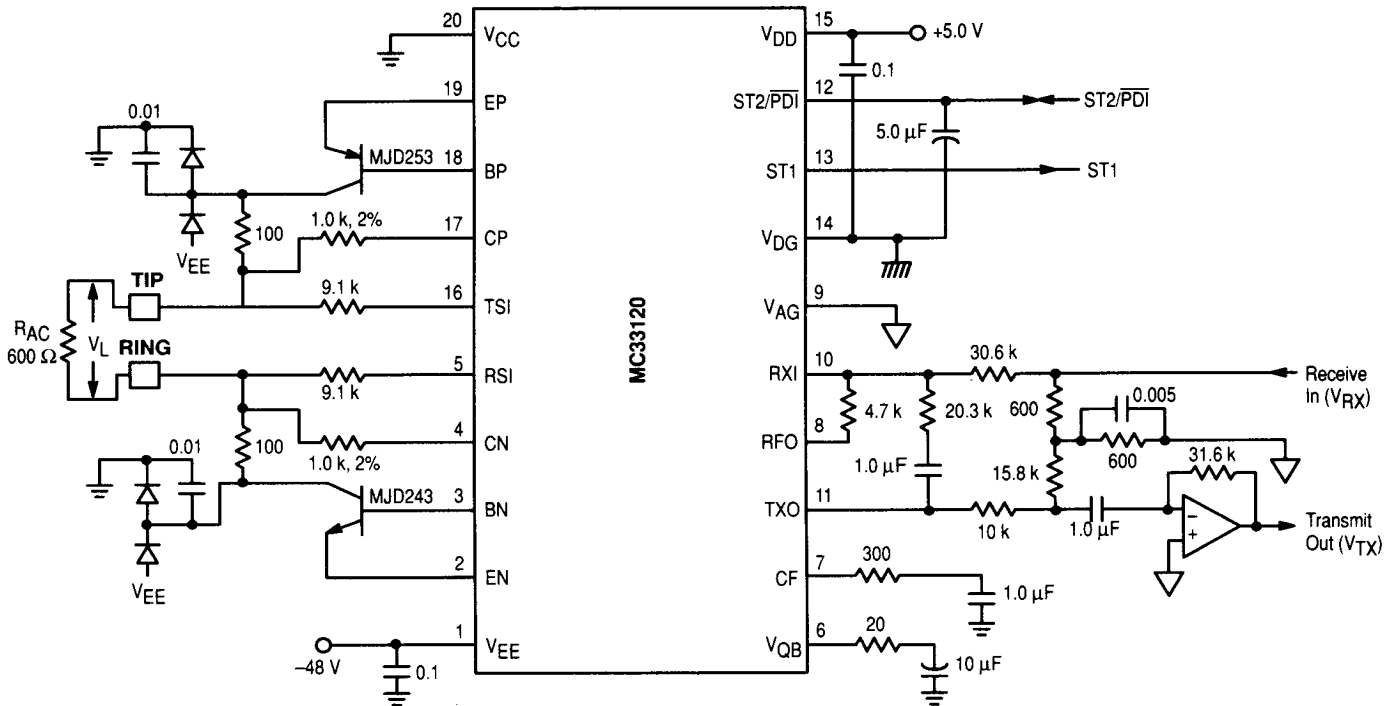 20
VCC
15
VDD
+5.0 V
0.1
19
EP
12
ST2/PDI
ST2/PDI
0.01
MJD253
5.0 µF
18
BP
13
ST1
ST1
100
1.0 k, 2%
17
CP
14
VDG
VEE
TIP
9.1 k
16
TSI
9
VAG
MC33120
RAC
600 Ω
VL
RING
5
RSI
9.1 k
10
RXI
30.6 k
Receive
In (VRX)
4.7 k
20.3 k
600
0.005
8
RFO
600
100
4
CN
1.0 k, 2%
0.01
1.0 µF
15.8 k
31.6 k
MJD243
3
BN
11
TXO
10 k
1.0 µF
−
+
Transmit
Out (VTX)
VEE
2
EN
7
CF
300
1.0 µF
–48 V
1
VEE
0.1
6
VQB
20
10 µF